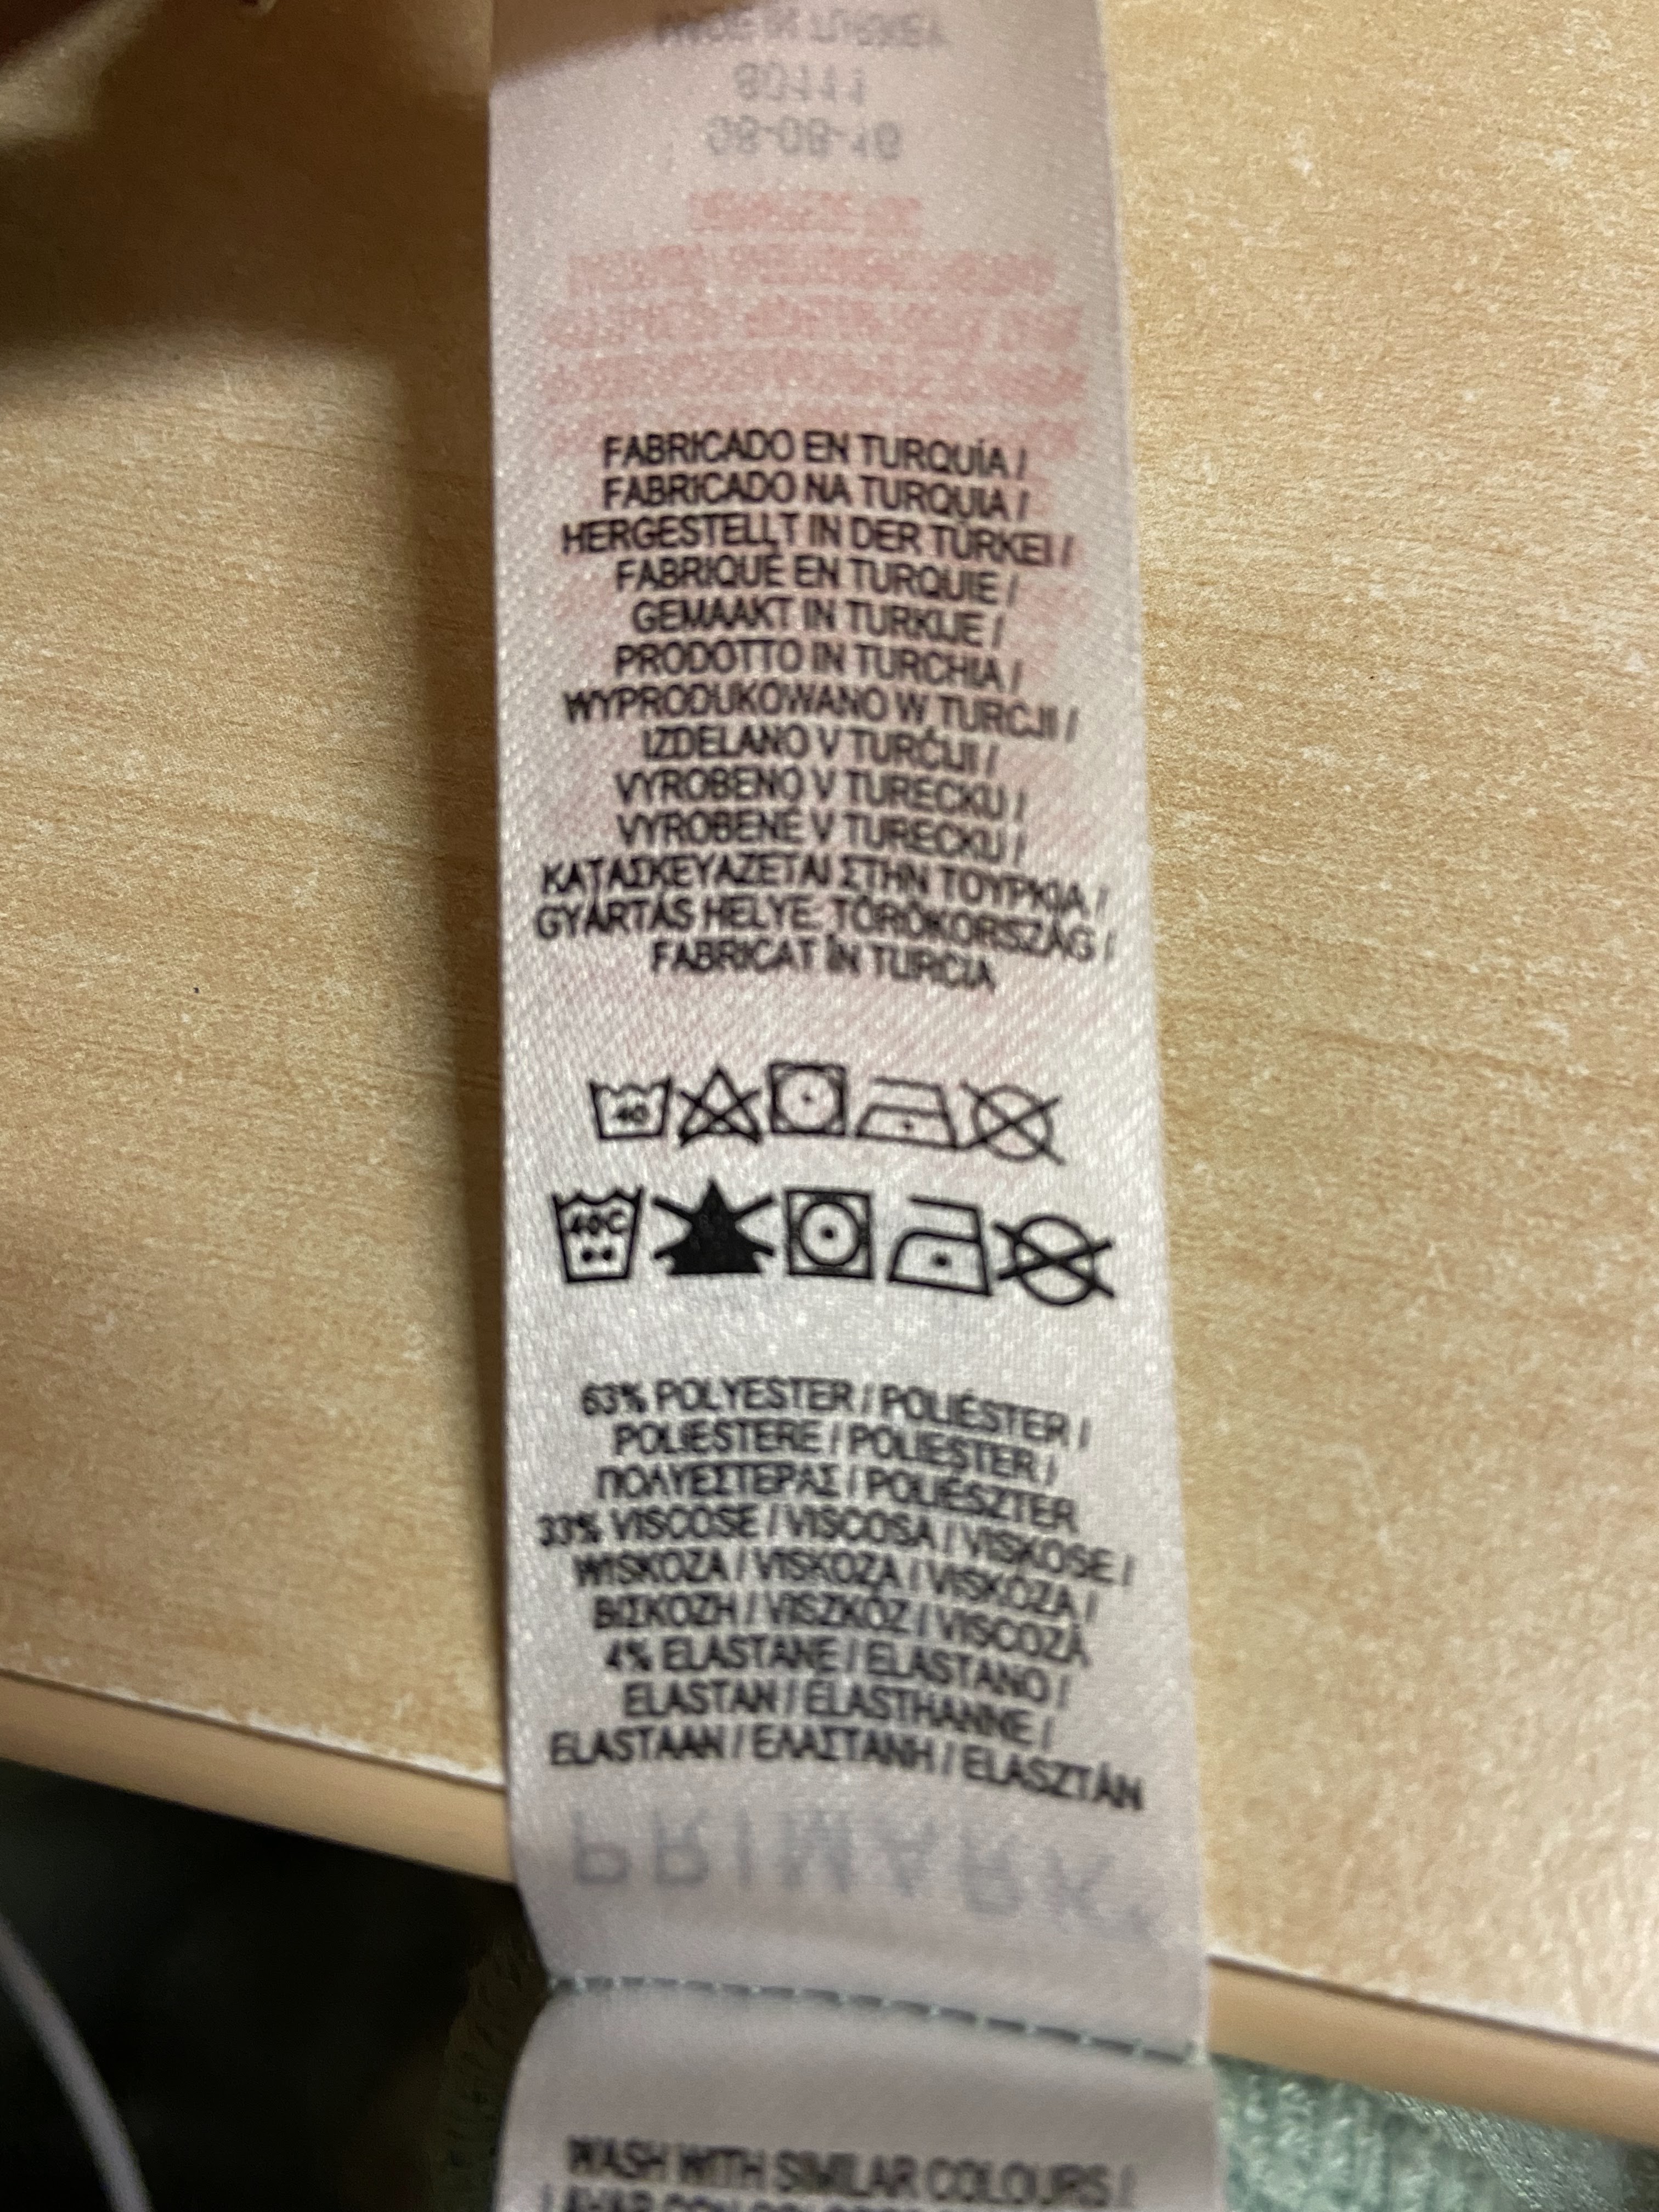 FABRICADO EN TURQUÍA /
FABRICADO NA TURQUIA /
HERGESTELLT IN DER TÜRKEI /
FABRIQUÉ EN TURQUIE /
GEMAAKT IN TURKIJE /
PRODOTTO IN TURCHIA /
WYPRODUKOWANO W TURCJI /
IZDELANO V TURČIJI /
VYROBENO V TURECKU /
VYROBENÉ V TURECKU /
ΚΑΤΑΣΚΕΥΑΖΕΤΑΙ ΣΤΗΝ ΤΟΥΡΚΙΑ /
GYÁRTÁS HELYE: TÖRÖKORSZÁG /
FABRICAT ÎN TURCIA
40
40C
63% POLYESTER / POLIÉSTER /
POLIESTERE / POLIESTER /
ΠΟΛΥΕΣΤΕΡΑΣ / POLIÉSZTER
33% VISCOSE / VISCOSA / VISKOSE /
WISKOZA / VISKOZA / VISKÓZA /
ΒΙΣΚΟΖΗ / VISZKÓZ / VISCOZĂ
4% ELASTANE / ELASTANO /
ELASTAN / ÉLASTHANNE /
ELASTAAN / ΕΛΑΣΤΑΝΗ / ELASZTÁN
PRIMARK
WASH WITH SIMILAR COLOURS /